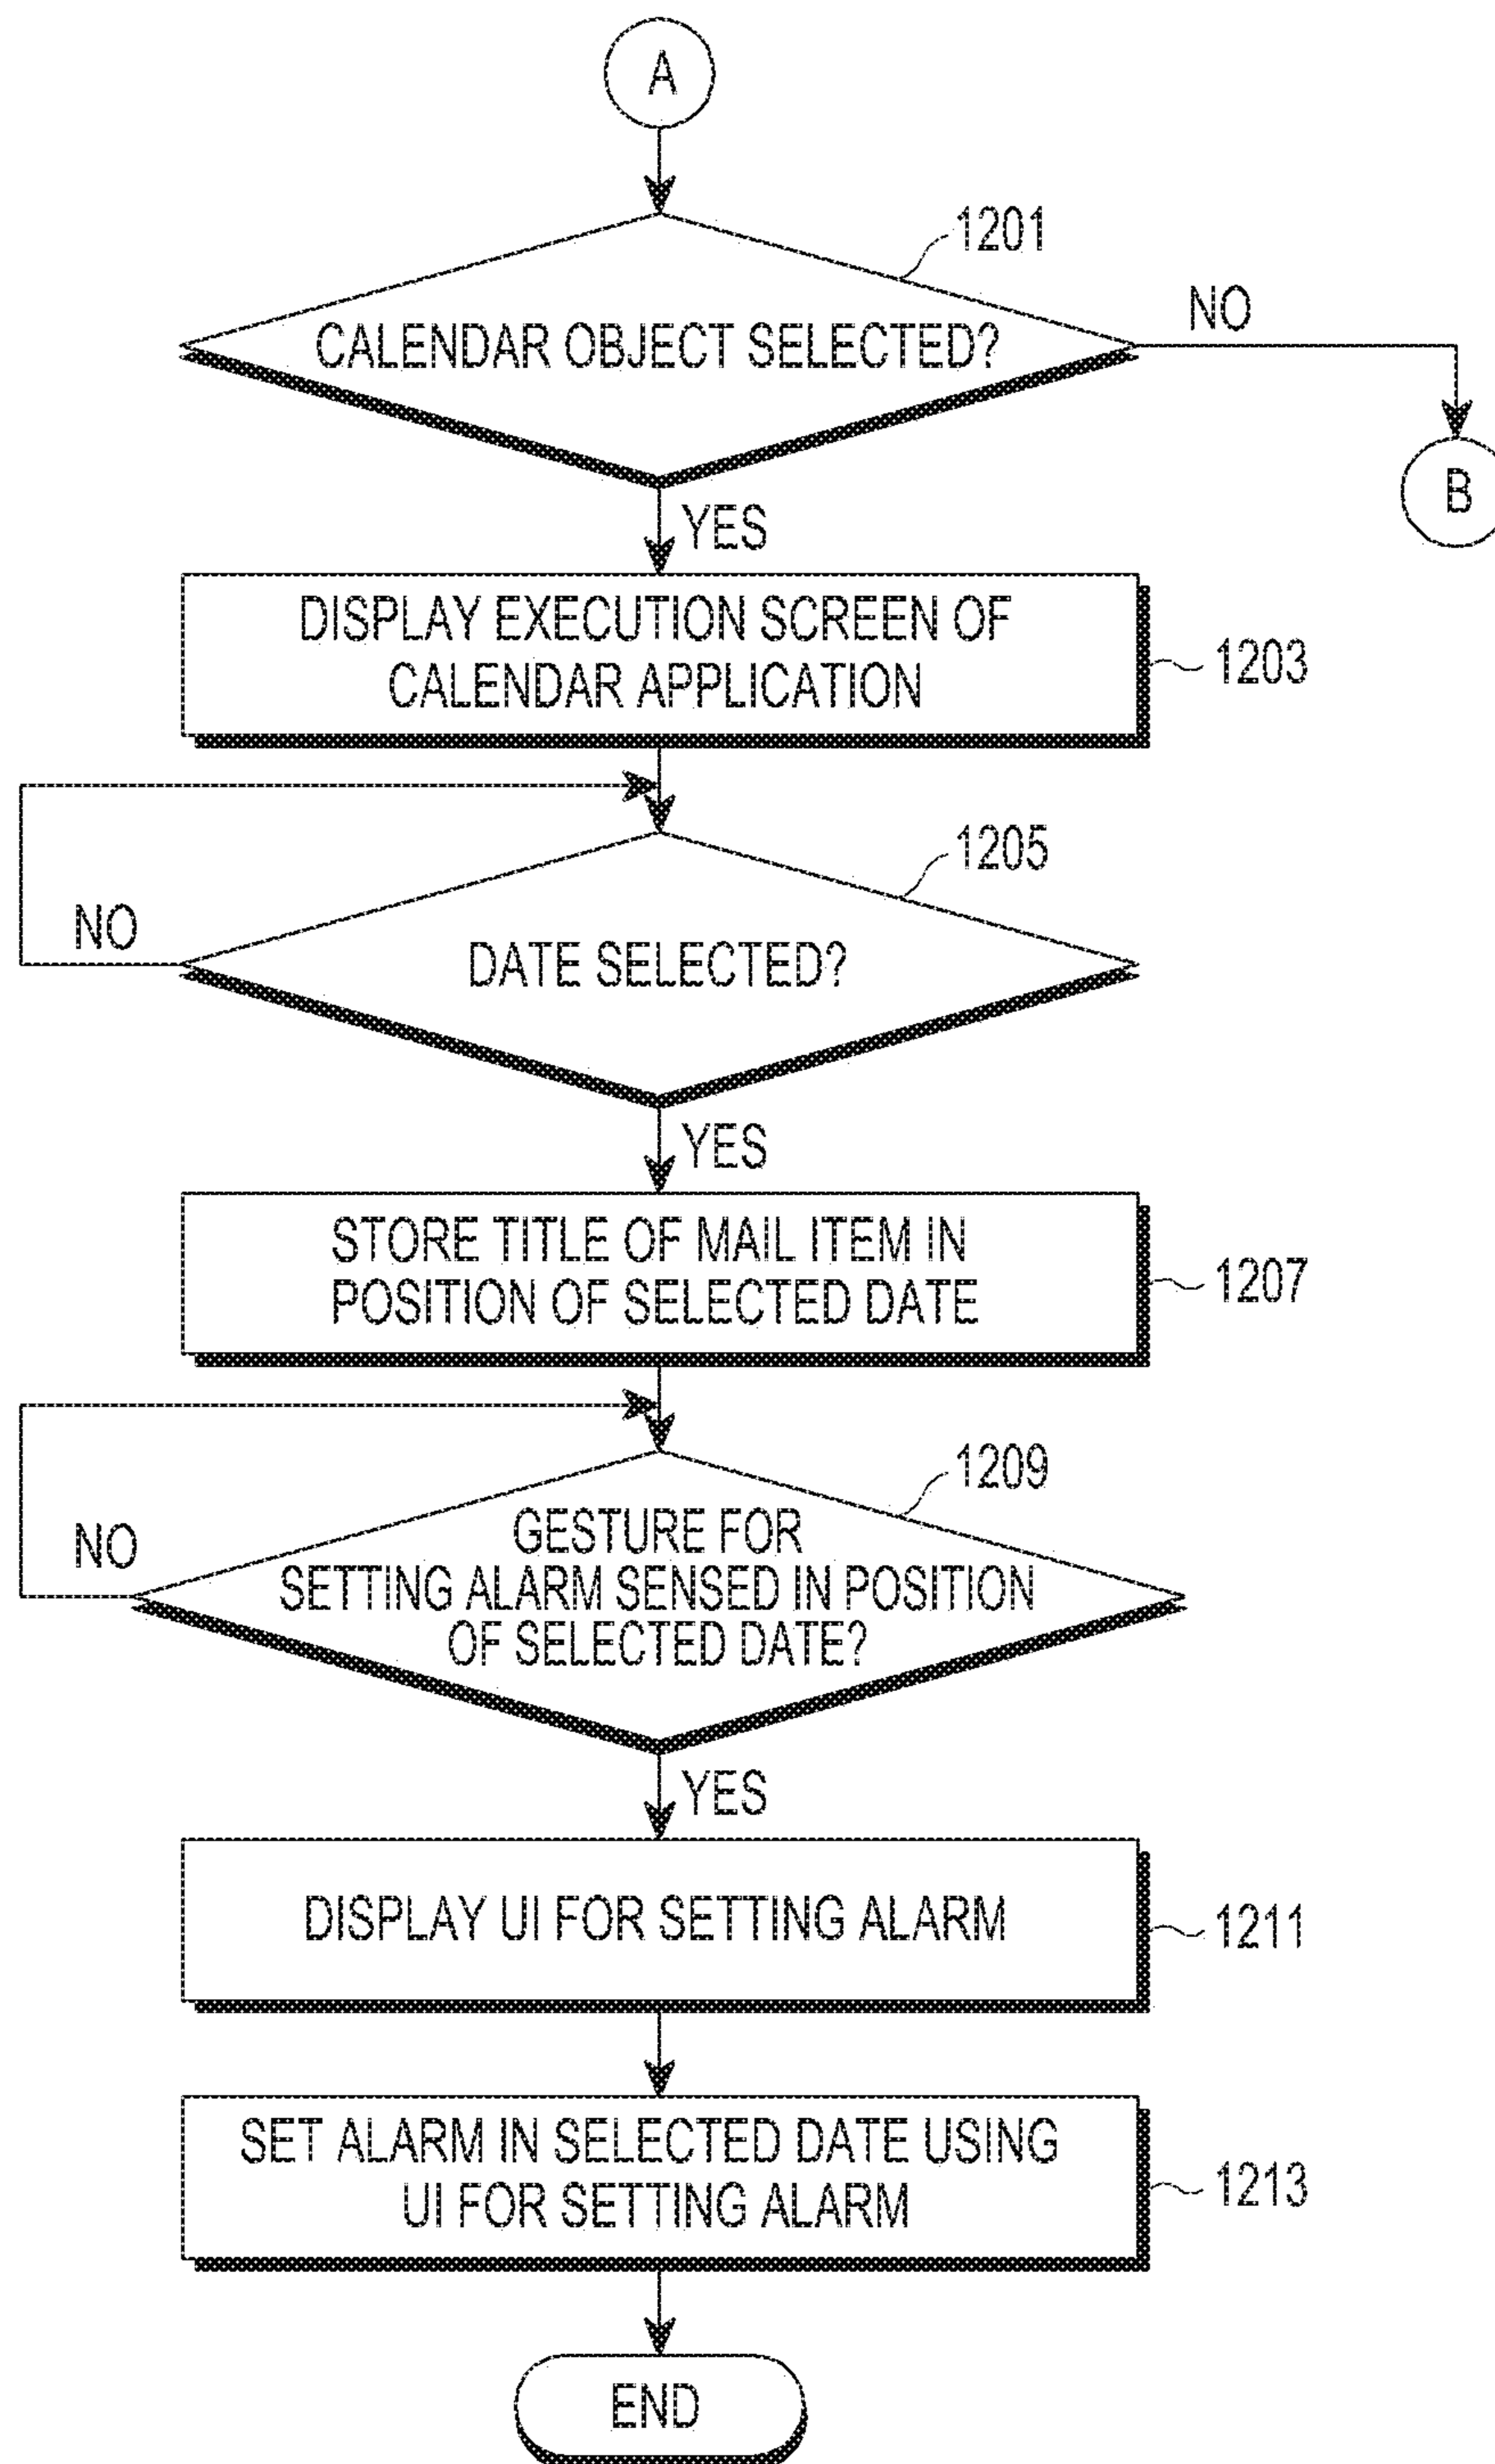 A
1201
CALENDAR OBJECT SELECTED?
NO
B
YES
DISPLAY EXECUTION SCREEN OF
CALENDAR APPLICATION
1203
1205
NO
DATE SELECTED?
YES
STORE TITLE OF MAIL ITEM IN
POSITION OF SELECTED DATE
1207
1209
NO
GESTURE FOR
SETTING ALARM SENSED IN POSITION
OF SELECTED DATE?
YES
DISPLAY UI FOR SETTING ALARM
1211
SET ALARM IN SELECTED DATE USING
UI FOR SETTING ALARM
1213
END